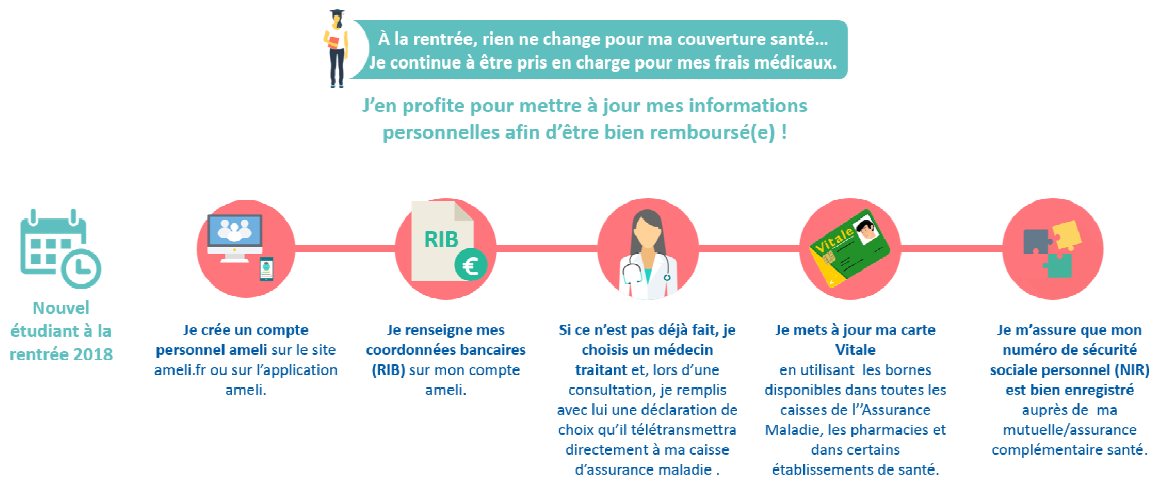 À la rentrée, rien ne change pour ma couverture santé...
Je continue à être pris en charge pour mes frais médicaux.
J'en profite pour mettre à jour mes informations
personnelles afin d'être bien remboursé(e) !
Nouvel
étudiant à la
rentrée 2018
RIB
€
Vitale
Je crée un compte
personnel ameli sur le site
ameli.fr ou sur l'application
ameli.
Je renseigne mes
coordonnées bancaires
(RIB) sur mon compte
ameli.
Si ce n'est pas déjà fait, je
choisis un médecin
traitant et, lors d'une
consultation, je remplis
avec lui une déclaration de
choix qu'il télétransmettra
directement à ma caisse
d'assurance maladie .
Je mets à jour ma carte
Vitale
en utilisant les bornes
disponibles dans toutes les
caisses de l''Assurance
Maladie, les pharmacies et
dans certains
établissements de santé.
Je m'assure que mon
numéro de sécurité
sociale personnel (NIR)
est bien enregistré
auprès de ma
mutuelle/assurance
complémentaire santé.